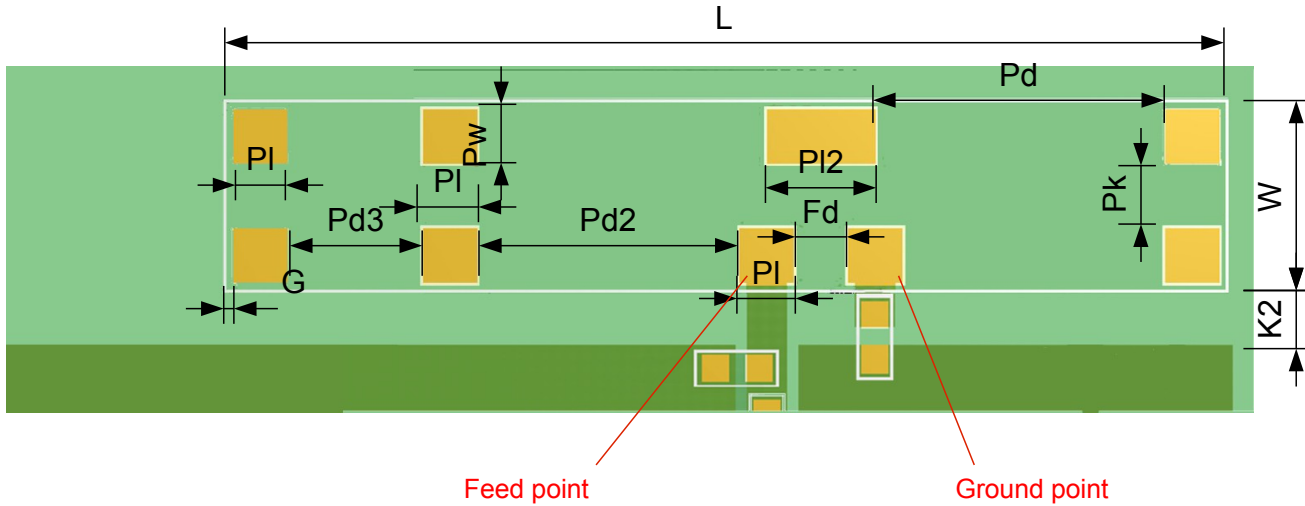 L
Pd
Pw
Pl
Pl
Pl2
Pk
W
Fd
Pd3
Pd2
Pl
G
K2
Feed point
Ground point